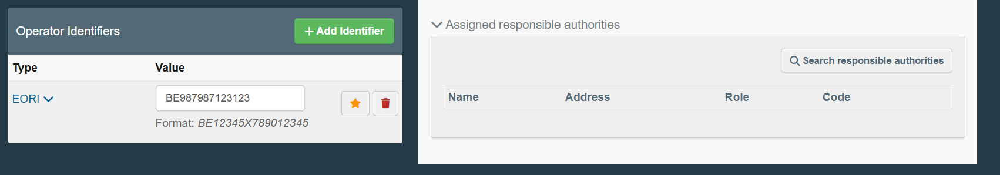 Operator Identifiers
Add Identifier
Type Value
EORI BE987987123123
Format: BE12345X789012345
Assigned responsible authorities
Search responsible authorities
Name Address Role Code